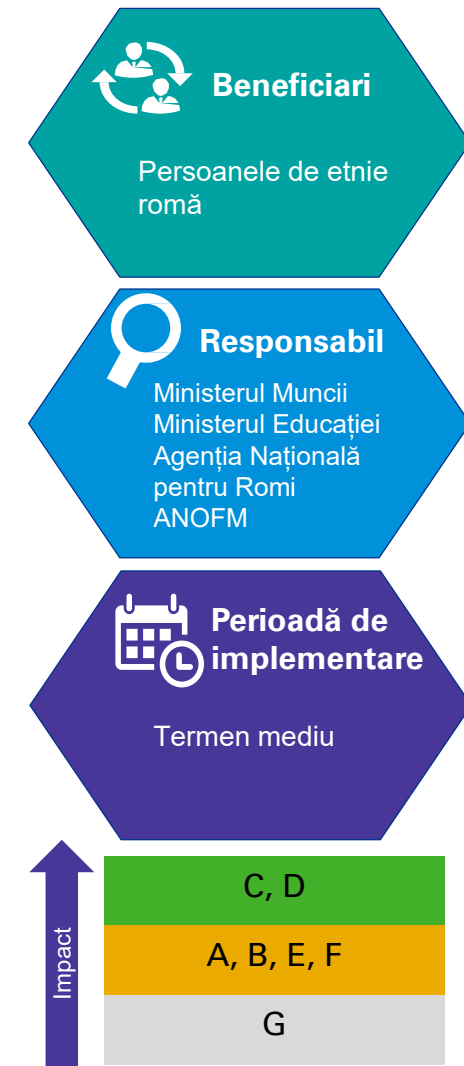 Beneficiari
Persoanele de etnie
romă
Responsabil
Ministerul Muncii
Ministerul Educației
Agenția Națională
pentru Romi
ANOFM
Perioadă de
implementare
Termen mediu
Impact
C, D
A, B, E, F
G